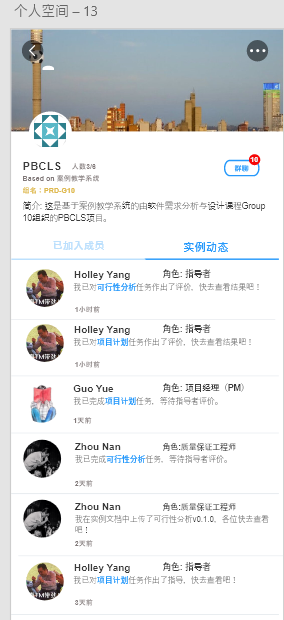 个人空间 – 13
PBCLS 人数3/6
Based on 案例教学系统
组名：PRD-G10
群聊
10
简介: 这是基于案例教学系统的由软件需求分析与设计课程Group
10组织的PBCLS项目。
已加入成员 实例动态
Holley Yang 角色: 指导者
我已对可行性分析任务作出了评价，快去查看结果吧！
1小时前
Holley Yang 角色: 指导者
我已对项目计划任务作出了评价，快去查看结果吧！
1小时前
Guo Yue 角色: 项目经理（PM）
我已完成项目计划任务，等待指导者评价。
1天前
Zhou Nan 角色:质量保证工程师
我已完成可行性分析任务，等待指导者评价。
2天前
Zhou Nan 角色:质量保证工程师
我在实例文档中上传了可行性分析v0.1.0，各位快去查看
吧！
2天前
Holley Yang 角色: 指导者
我已对项目计划任务作出了指导，快去查看吧！
3天前